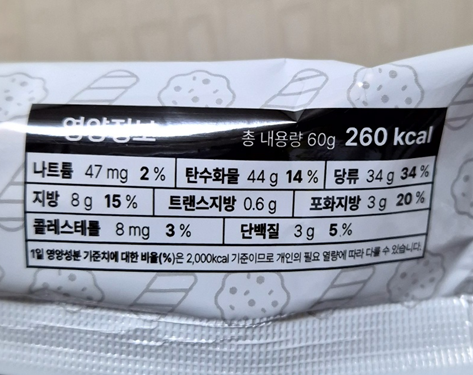 영양정보 총 내용량 60g 260 kcal
나트륨 47 mg 2 % 탄수화물 44 g 14 % 당류 34 g 34 %
지방 8 g 15 % 트랜스지방 0.6 g 포화지방 3 g 20 %
콜레스테롤 8 mg 3 % 단백질 3 g 5 %
1일 영양성분 기준치에 대한 비율(%)은 2,000kcal 기준이므로 개인의 필요 열량에 따라 다를 수 있습니다.